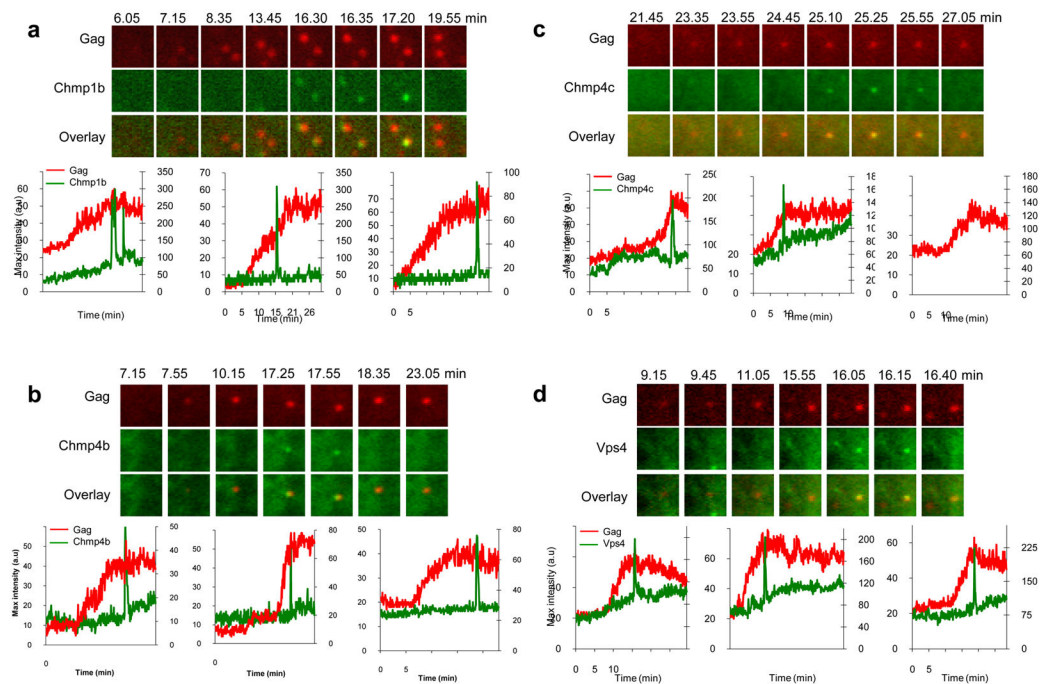 a
6.05 7.15 8.35 13.45 16.30 16.35 17.20 19.55 min
Gag
Chmp1b
Overlay
Gag
Chmp1b
Max intensity (a.u)
60 50 40 30 20 10 0
350 300 250 200 150 100 50 0
Time (min)
70 60 50 40 30 20 10 0
350 300 250 200 150 100 50 0
0 5 10 15 21 26
Time (min)
70 60 50 40 30 20 10 0
100 80 60 40 20 0
0 5
Time (min)
c
21.45 23.35 23.55 24.45 25.10 25.25 25.55 27.05 min
Gag
Chmp4c
Overlay
Gag
Chmp4c
Max intensity (a.u)
250 200 150 100 50 0
0 5
20 10 0
0 5 10
Time (min)
30 20 10 0
180 160 140 120 100 80 60 40 20 0
0 5 10
Time (min)
b
7.15 7.55 10.15 17.25 17.55 18.35 23.05 min
Gag
Chmp4b
Overlay
Gag
Chmp4b
Max intensity (a.u)
50 40 30 20 10 0
50 40 30 20 10 0
0
Time (min)
50 40 30 20 10 0
80 60 40 20 0
0
Time (min)
50 40 30 20 10 0
80 60 40 20 0
0 5
Time (min)
d
9.15 9.45 11.05 15.55 16.05 16.15 16.40 min
Gag
Vps4
Overlay
Gag
Vps4
Max intensity (a.u)
60 40 20 0
0 5 10
Time (min)
60 40 20 0
200 160 120 80 40 0
Time (min)
60 40 20 0
225 150 75 0
0 5
Time (min)